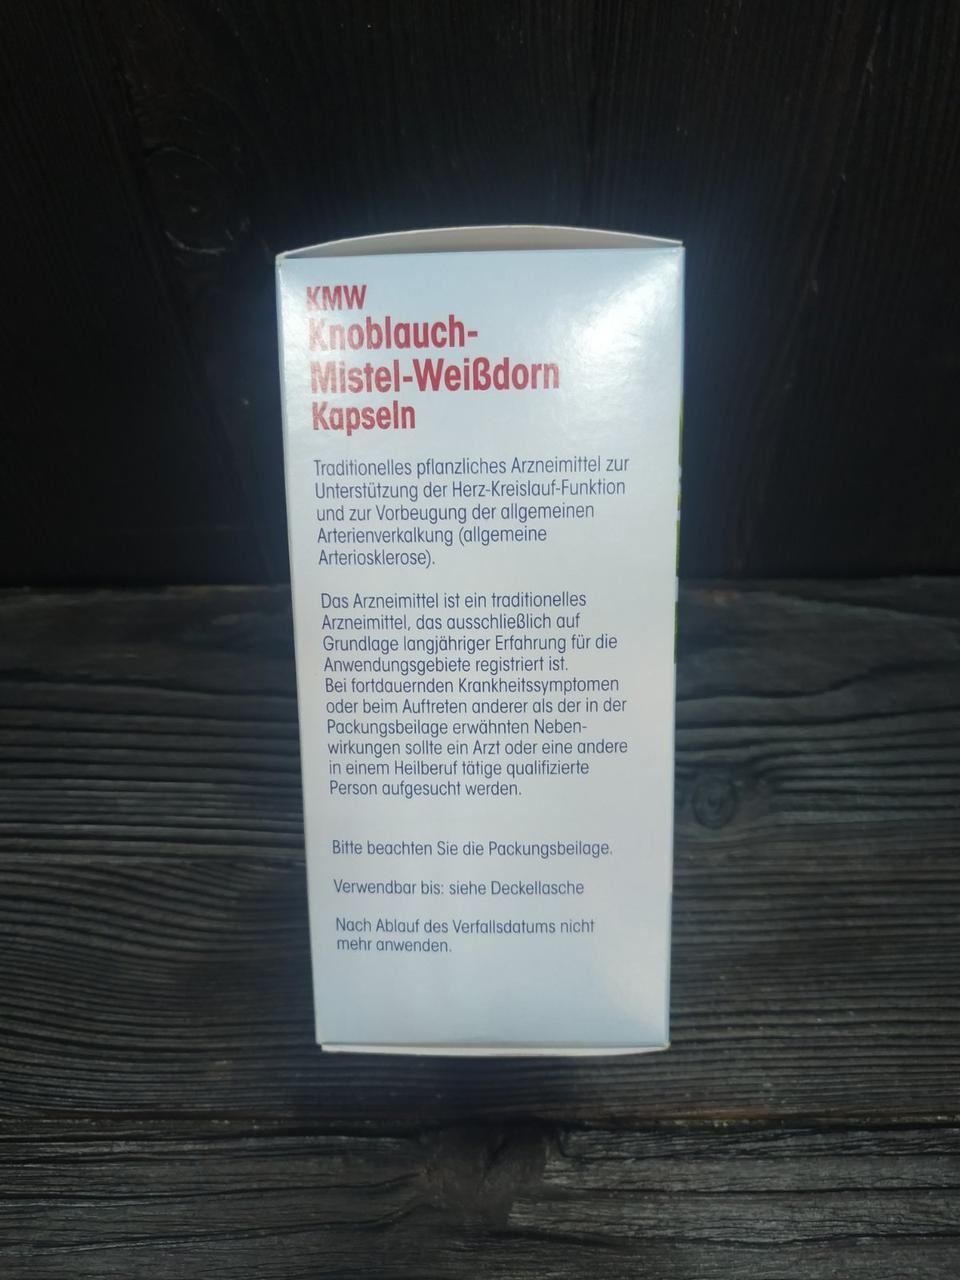 KMW
Knoblauch-
Mistel-Weißdorn
Kapseln
Traditionelles pflanzliches Arzneimittel zur
Unterstützung der Herz-Kreislauf-Funktion
und zur Vorbeugung der allgemeinen
Arterienverkalkung (allgemeine
Arteriosklerose).
Das Arzneimittel ist ein traditionelles
Arzneimittel, das ausschließlich auf
Grundlage langjähriger Erfahrung für die
Anwendungsgebiete registriert ist.
Bei fortdauernden Krankheitssymptomen
oder beim Auftreten anderer als der in der
Packungsbeilage erwähnten Neben-
wirkungen sollte ein Arzt oder eine andere
in einem Heilberuf tätige qualifizierte
Person aufgesucht werden.
Bitte beachten Sie die Packungsbeilage.
Verwendbar bis: siehe Deckellasche
Nach Ablauf des Verfallsdatums nicht
mehr anwenden.